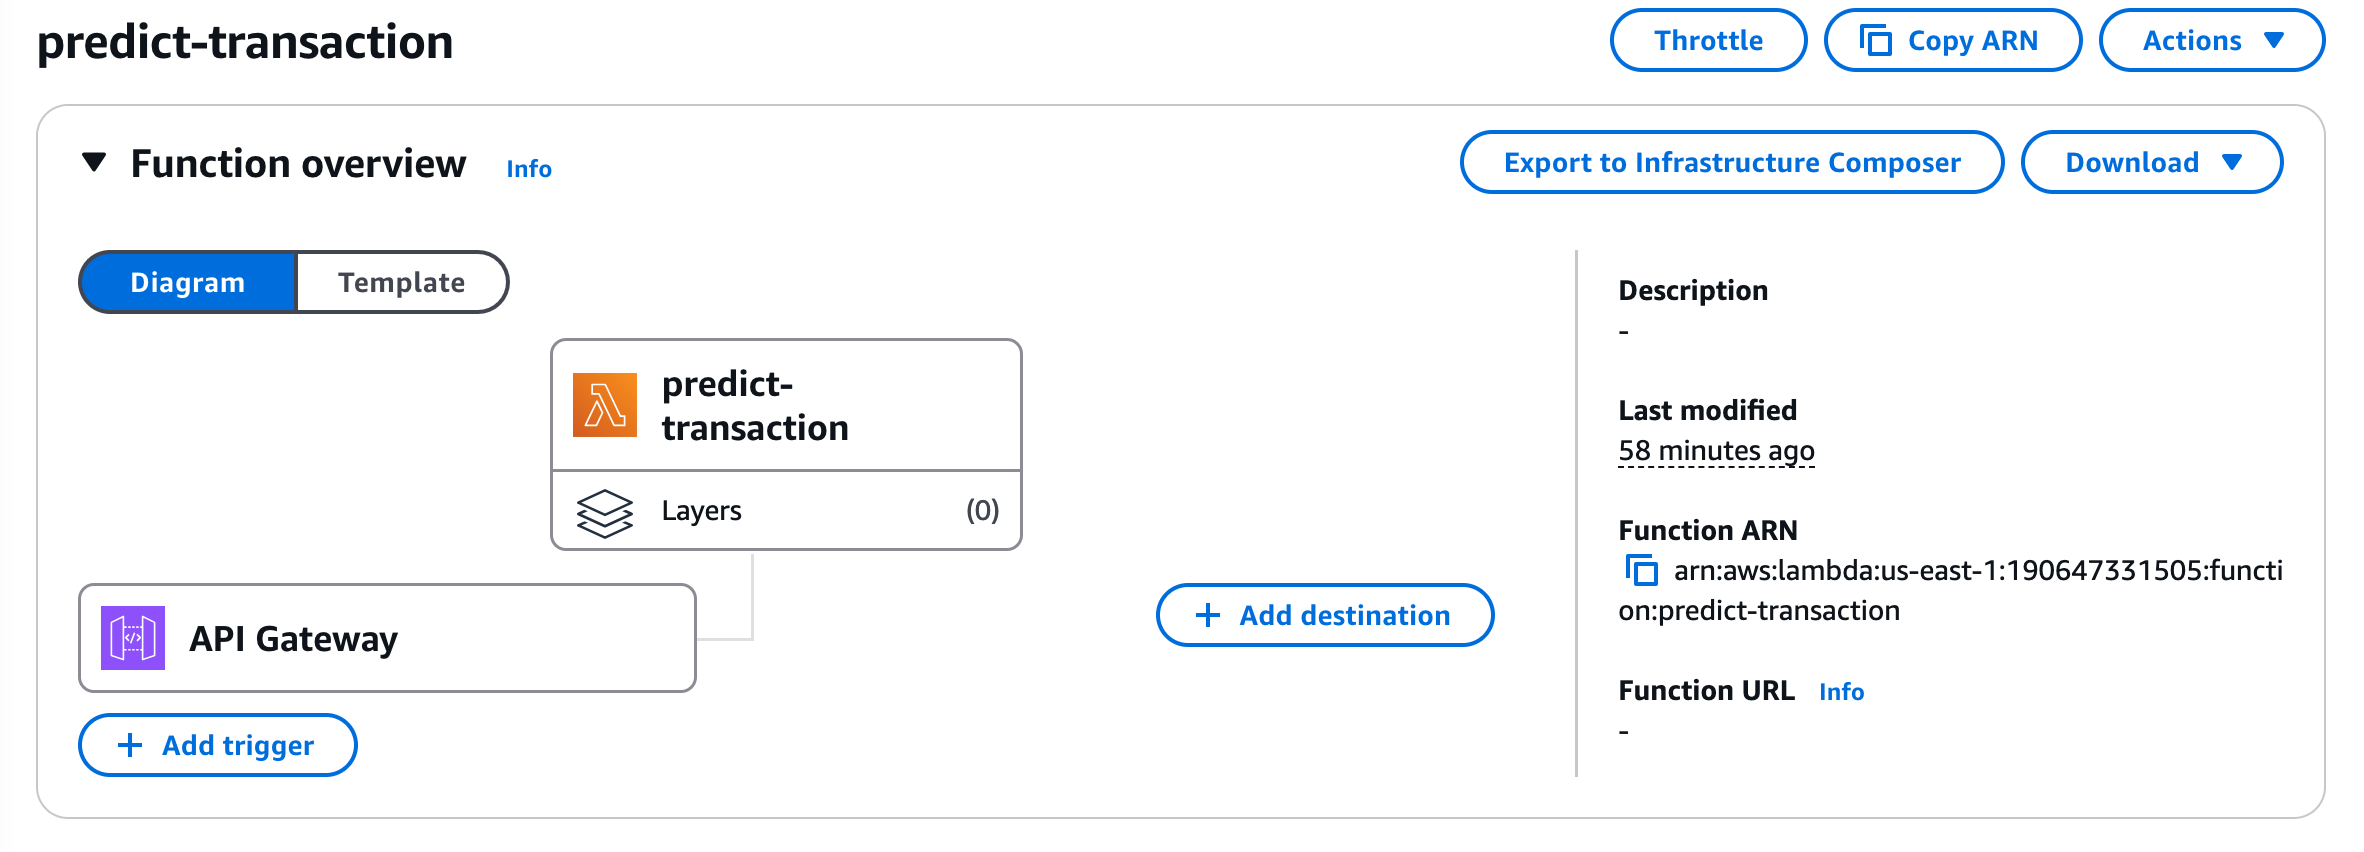 predict-transaction
Throttle
Copy ARN
Actions
Function overview
Info
Export to Infrastructure Composer
Download
Diagram
Template
predict-
transaction
Layers
(0)
API Gateway
Add trigger
Add destination
Description
-
Last modified
58 minutes ago
Function ARN
arn:aws:lambda:us-east-1:190647331505:functi
on:predict-transaction
Function URL
Info
-